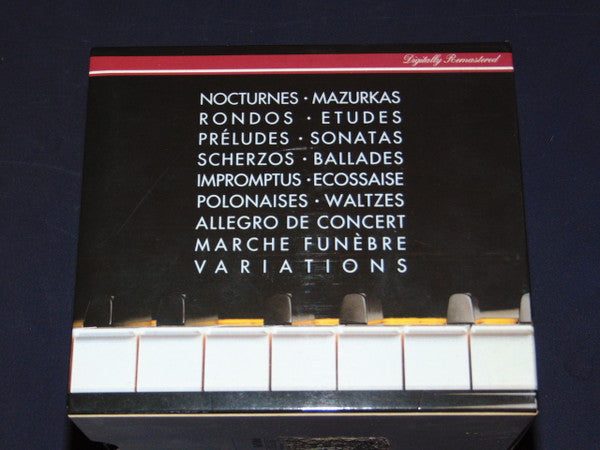 Digitally Remastered
NOCTURNES · MAZURKAS
RONDOS · ETUDES
PRÉLUDES · SONATAS
SCHERZOS · BALLADES
IMPROMPTUS · ECOSSAISE
POLONAISES · WALTZES
ALLEGRO DE CONCERT
MARCHE FUNÈBRE
VARIATIONS